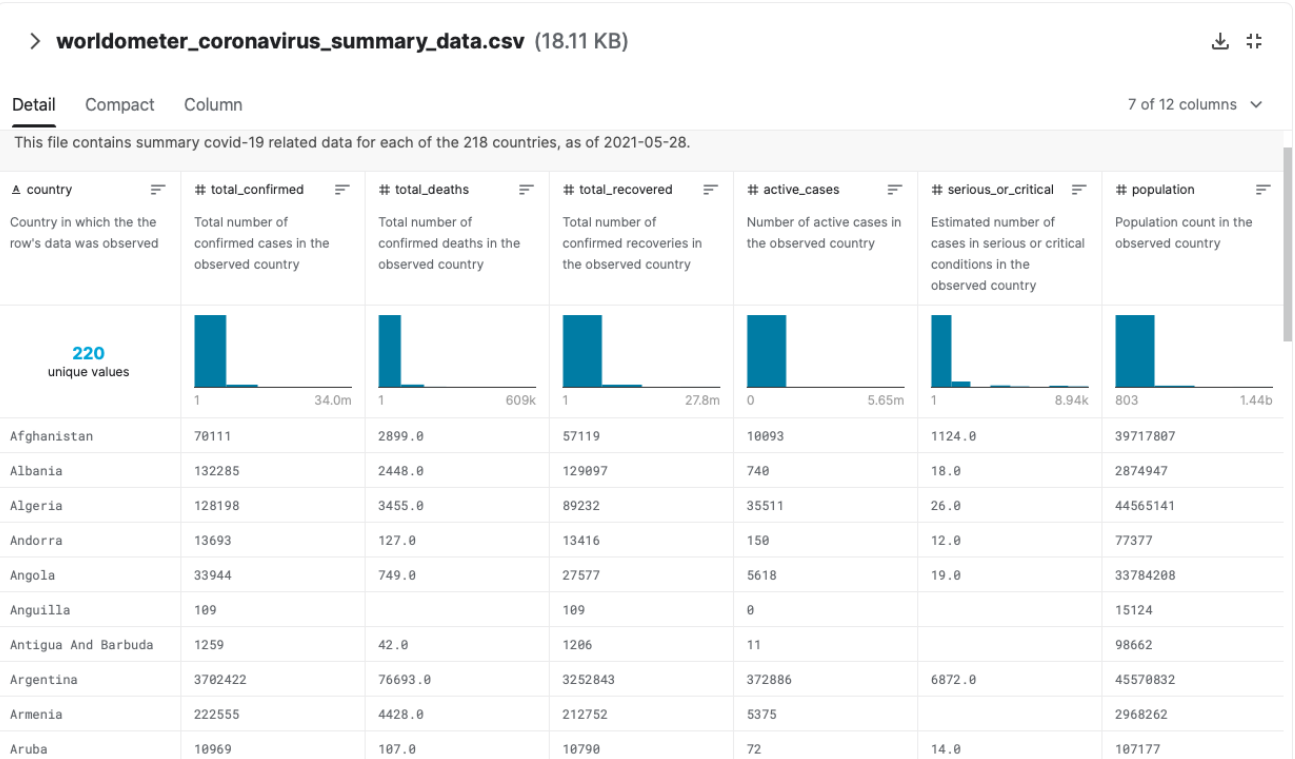 worldometer_coronavirus_summary_data.csv (18.11 KB)
Detail Compact Column 7 of 12 columns
This file contains summary covid-19 related data for each of the 218 countries, as of 2021-05-28.
country # total_confirmed # total_deaths # total_recovered # active_cases # serious_or_critical # population
Country in which the the row's data was observed
Total number of confirmed cases in the observed country
Total number of confirmed deaths in the observed country
Total number of confirmed recoveries in the observed country
Number of active cases in the observed country
Estimated number of cases in serious or critical conditions in the observed country
Population count in the observed country
220
unique values
1 34.0m 1 609k 1 27.8m 0 5.65m 1 8.94k 803 1.44b
Afghanistan 70111 2899.0 57119 10093 1124.0 39717807
Albania 132285 2448.0 129097 740 18.0 2874947
Algeria 128198 3455.0 89232 35511 26.0 44565141
Andorra 13693 127.0 13416 150 12.0 77377
Angola 33944 749.0 27577 5618 19.0 33784208
Anguilla 109 109 0 15124
Antigua And Barbuda 1259 42.0 1206 11 98662
Argentina 3702422 76693.0 3252843 372886 6872.0 45570832
Armenia 222555 4428.0 212752 5375 2968262
Aruba 10969 107.0 10790 72 14.0 107177